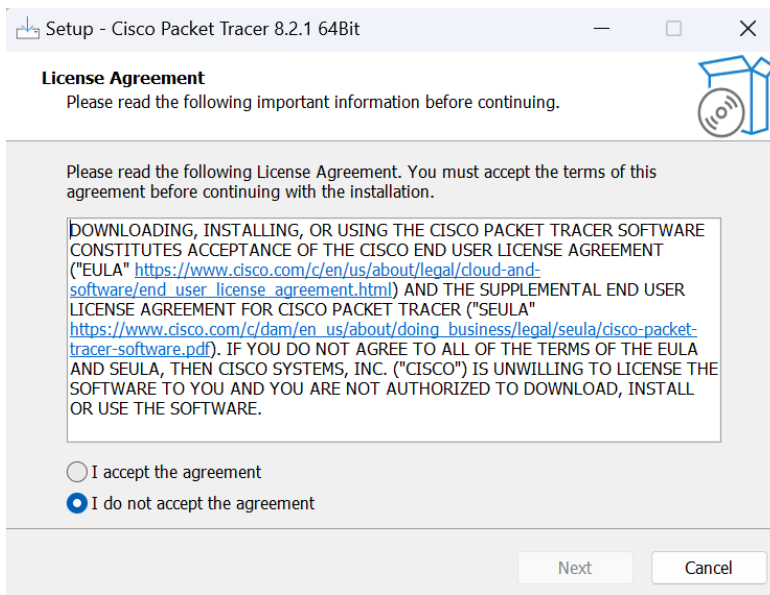 Setup - Cisco Packet Tracer 8.2.1 64Bit
License Agreement
Please read the following important information before continuing.
Please read the following License Agreement. You must accept the terms of this
agreement before continuing with the installation.
DOWNLOADING, INSTALLING, OR USING THE CISCO PACKET TRACER SOFTWARE
CONSTITUTES ACCEPTANCE OF THE CISCO END USER LICENSE AGREEMENT
("EULA" https://www.cisco.com/c/en/us/about/legal/cloud-and-
software/end_user_license_agreement.html) AND THE SUPPLEMENTAL END USER
LICENSE AGREEMENT FOR CISCO PACKET TRACER ("SEULA"
https://www.cisco.com/c/dam/en_us/about/doing_business/legal/seula/cisco-packet-
tracer-software.pdf). IF YOU DO NOT AGREE TO ALL OF THE TERMS OF THE EULA
AND SEULA, THEN CISCO SYSTEMS, INC. ("CISCO") IS UNWILLING TO LICENSE THE
SOFTWARE TO YOU AND YOU ARE NOT AUTHORIZED TO DOWNLOAD, INSTALL
OR USE THE SOFTWARE.
I accept the agreement
I do not accept the agreement
Next
Cancel